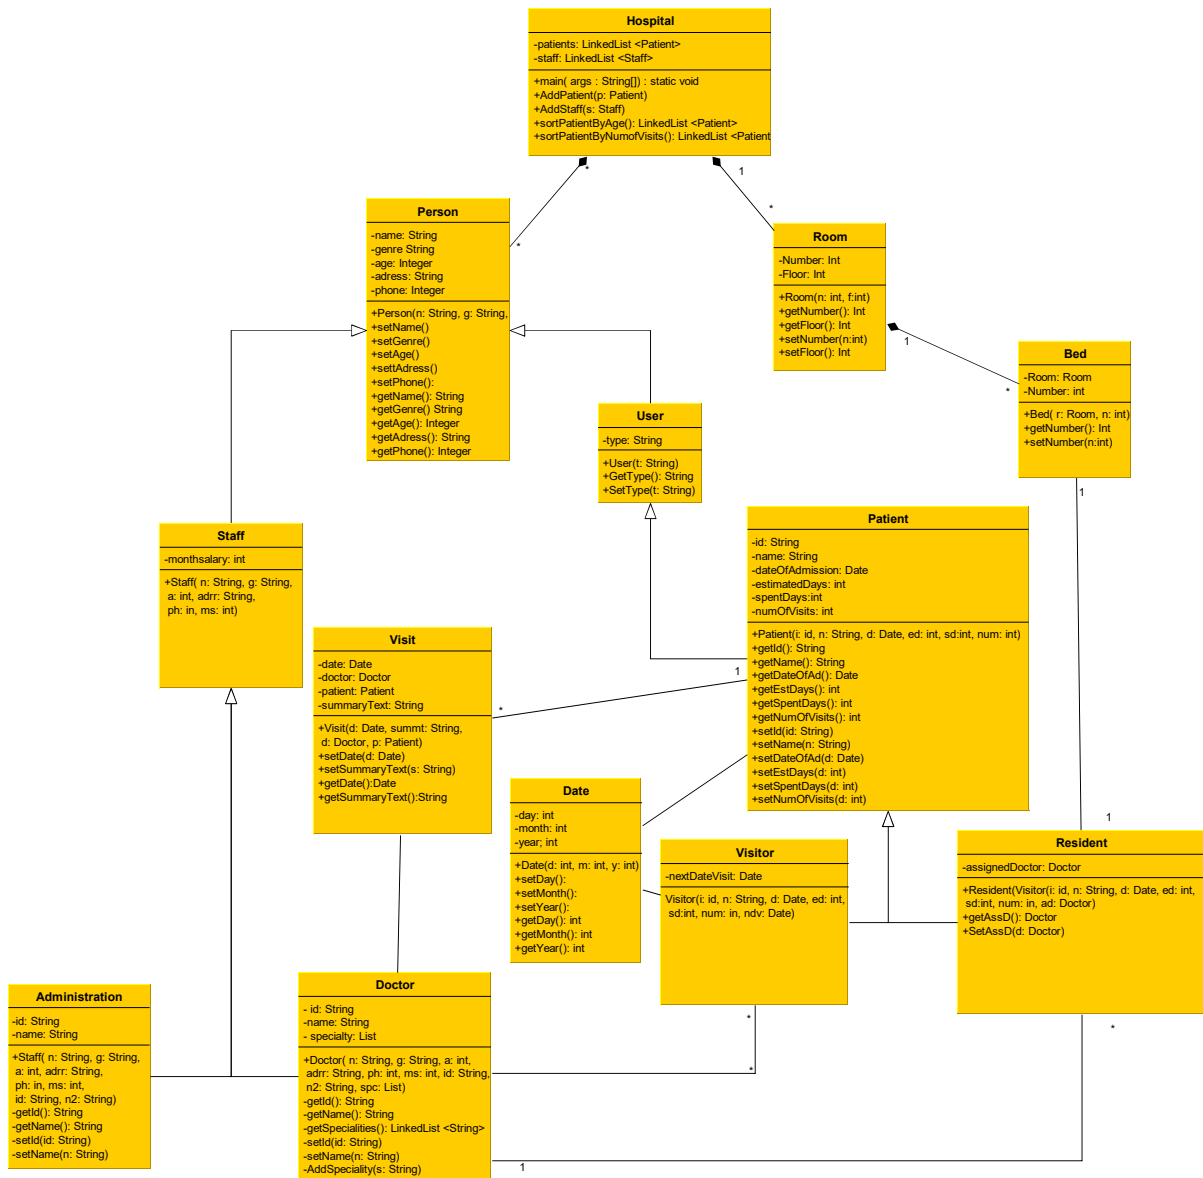 Hospital
-patients: LinkedList <Patient>
-staff: LinkedList <Staff>
+main( args : String[]) : static void
+AddPatient(p: Patient)
+AddStaff(s: Staff)
+sortPatientByAge(): LinkedList <Patient>
+sortPatientByNumofVisits(): LinkedList <Patient
*
1
*
*
Person
-name: String
-genre String
-age: Integer
-adress: String
-phone: Integer
+Person(n: String, g: String,
+setName()
+setGenre()
+setAge()
+settAdress()
+setPhone():
+getName(): String
+getGenre() String
+getAge(): Integer
+getAdress(): String
+getPhone(): Integer
Room
-Number: Int
-Floor: Int
+Room(n: int, f:int)
+getNumber(): Int
+getFloor(): Int
+setNumber(n:int)
+setFloor(): Int
1
*
Bed
-Room: Room
-Number: int
+Bed( r: Room, n: int)
+getNumber(): Int
+setNumber(n:int)
1
1
User
-type: String
+User(t: String)
+GetType(): String
+SetType(t: String)
Staff
-monthsalary: int
+Staff( n: String, g: String,
a: int, adrr: String,
ph: in, ms: int)
Patient
-id: String
-name: String
-dateOfAdmission: Date
-estimatedDays: int
-spentDays:int
-numOfVisits: int
+Patient(i: id, n: String, d: Date, ed: int, sd:int, num: int)
+getId(): String
+getName(): String
+getDateOfAd(): Date
+getEstDays(): int
+getSpentDays(): int
+getNumOfVisits(): int
+setId(id: String)
+setName(n: String)
+setDateOfAd(d: Date)
+setEstDays(d: int)
+setSpentDays(d: int)
+setNumOfVisits(d: int)
1
*
Visit
-date: Date
-doctor: Doctor
-patient: Patient
-summaryText: String
+Visit(d: Date, summt: String,
d: Doctor, p: Patient)
+setDate(d: Date)
+setSummaryText(s: String)
+getDate():Date
+getSummaryText():String
Date
-day: int
-month: int
-year; int
+Date(d: int, m: int, y: int)
+setDay():
+setMonth():
+setYear():
+getDay(): int
+getMonth(): int
+getYear(): int
Visitor
-nextDateVisit: Date
Visitor(i: id, n: String, d: Date, ed: int,
sd:int, num: in, ndv: Date)
*
*
Resident
-assignedDoctor: Doctor
+Resident(Visitor(i: id, n: String, d: Date, ed: int,
sd:int, num: in, ad: Doctor)
+getAssD(): Doctor
+SetAssD(d: Doctor)
*
1
Administration
-id: String
-name: String
+Staff( n: String, g: String,
a: int, adrr: String,
ph: in, ms: int,
id: String, n2: String)
-getId(): String
-getName(): String
-setId(id: String)
-setName(n: String)
Doctor
- id: String
-name: String
- specialty: List
+Doctor( n: String, g: String, a: int,
adrr: String, ph: int, ms: int, id: String,
n2: String, spc: List)
-getId(): String
-getName(): String
-getSpecialities(): LinkedList <String>
-setId(id: String)
-setName(n: String)
-AddSpeciality(s: String)